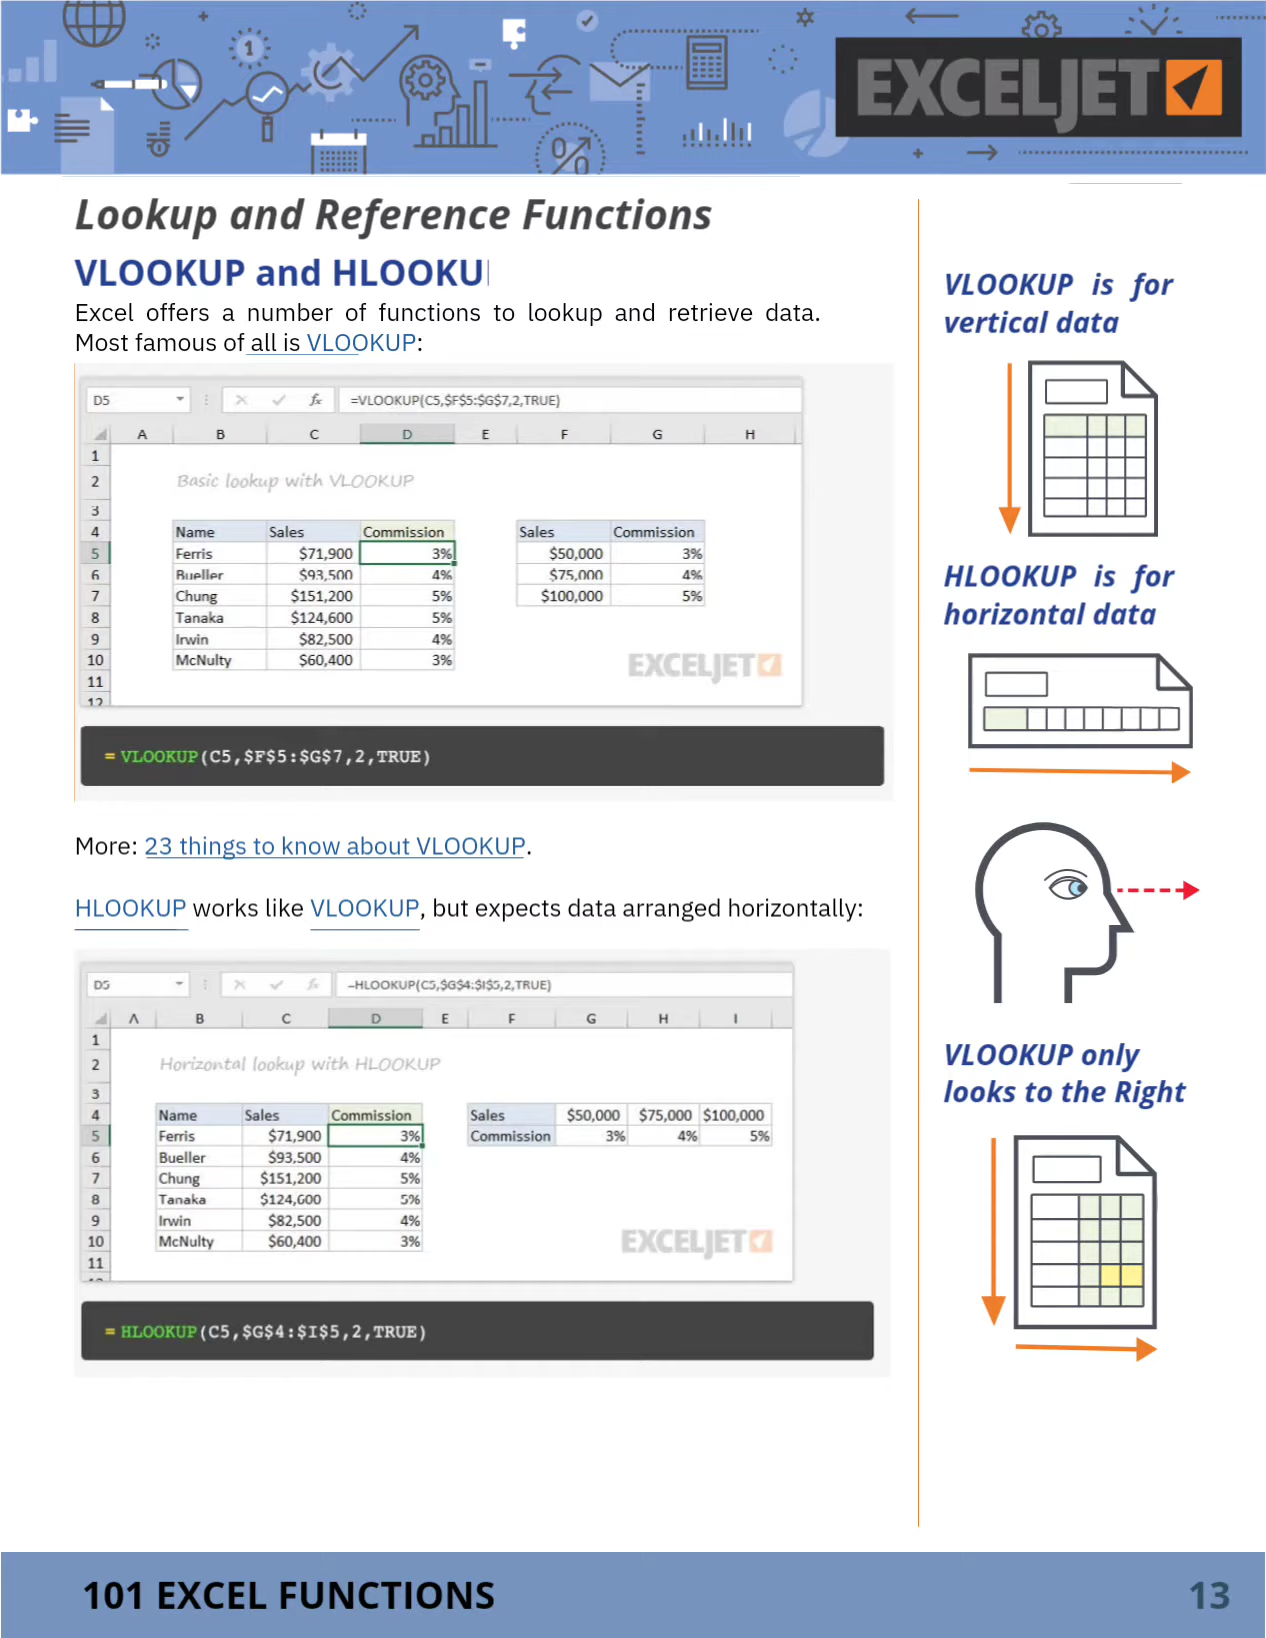 EXCELJET
Lookup and Reference Functions
VLOOKUP and HLOOKU
Excel offers a number of functions to lookup and retrieve data.
Most famous of all is VLOOKUP:
D5 fx =VLOOKUP(C5,$F$5:$G$7,2,TRUE)
A B C D E F G H
1
2 Basic lookup with VLOOKUP
3
4 Name Sales Commission Sales Commission
5 Ferris $71,900 3% $50,000 3%
6 Bueller $93,500 4% $75,000 4%
7 Chung $151,200 5% $100,000 5%
8 Tanaka $124,600 5%
9 Irwin $82,500 4%
10 McNulty $60,400 3%
EXCELJET
11
12
= VLOOKUP(C5,$F$5:$G$7,2,TRUE)
More: 23 things to know about VLOOKUP.
HLOOKUP works like VLOOKUP, but expects data arranged horizontally:
D5 fx =HLOOKUP(C5,$G$4:$I$5,2,TRUE)
A B C D E F G H I
1
2 Horizontal lookup with HLOOKUP
3
4 Name Sales Commission Sales $50,000 $75,000 $100,000
5 Ferris $71,900 3% Commission 3% 4% 5%
6 Bueller $93,500 4%
7 Chung $151,200 5%
8 Tanaka $124,600 5%
9 Irwin $82,500 4%
10 McNulty $60,400 3%
EXCELJET
11
= HLOOKUP(C5,$G$4:$I$5,2,TRUE)
VLOOKUP is for
vertical data
HLOOKUP is for
horizontal data
VLOOKUP only
looks to the Right
101 EXCEL FUNCTIONS
13